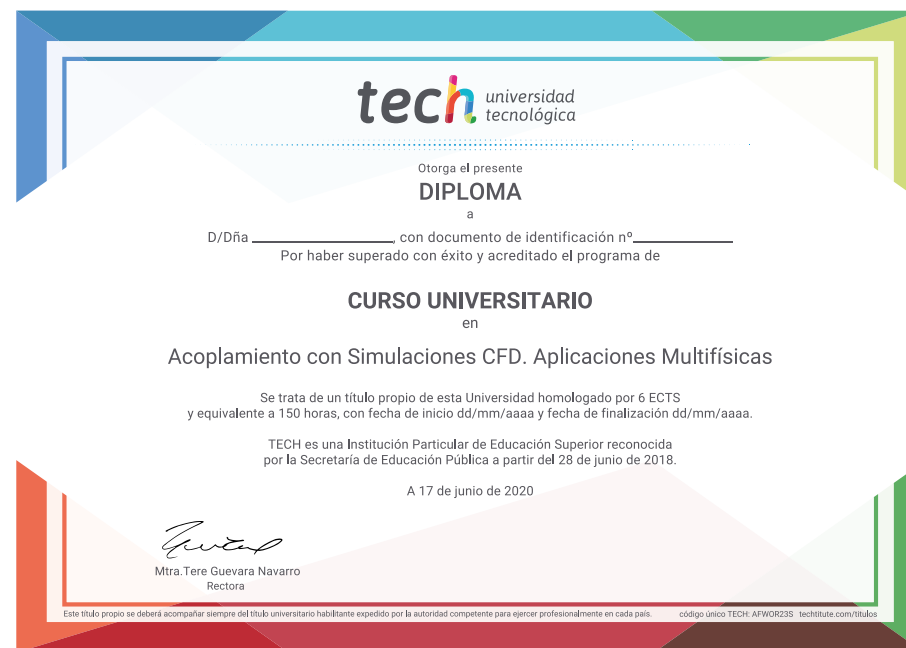 tech universidad
tecnológica
Otorga el presente
DIPLOMA
a
D/Dña ________________, con documento de identificación nº____________
Por haber superado con éxito y acreditado el programa de
CURSO UNIVERSITARIO
en
Acoplamiento con Simulaciones CFD. Aplicaciones Multifísicas
Se trata de un título propio de esta Universidad homologado por 6 ECTS
y equivalente a 150 horas, con fecha de inicio dd/mm/aaaa y fecha de finalización dd/mm/aaaa.
TECH es una Institución Particular de Educación Superior reconocida
por la Secretaría de Educación Pública a partir del 28 de junio de 2018.
A 17 de junio de 2020
Mtra.Tere Guevara Navarro
Rectora
Este título propio se deberá acompañar siempre del título universitario habilitante expedido por la autoridad competente para ejercer profesionalmente en cada país. código único TECH: AFWOR23S techtitute.com/titulos